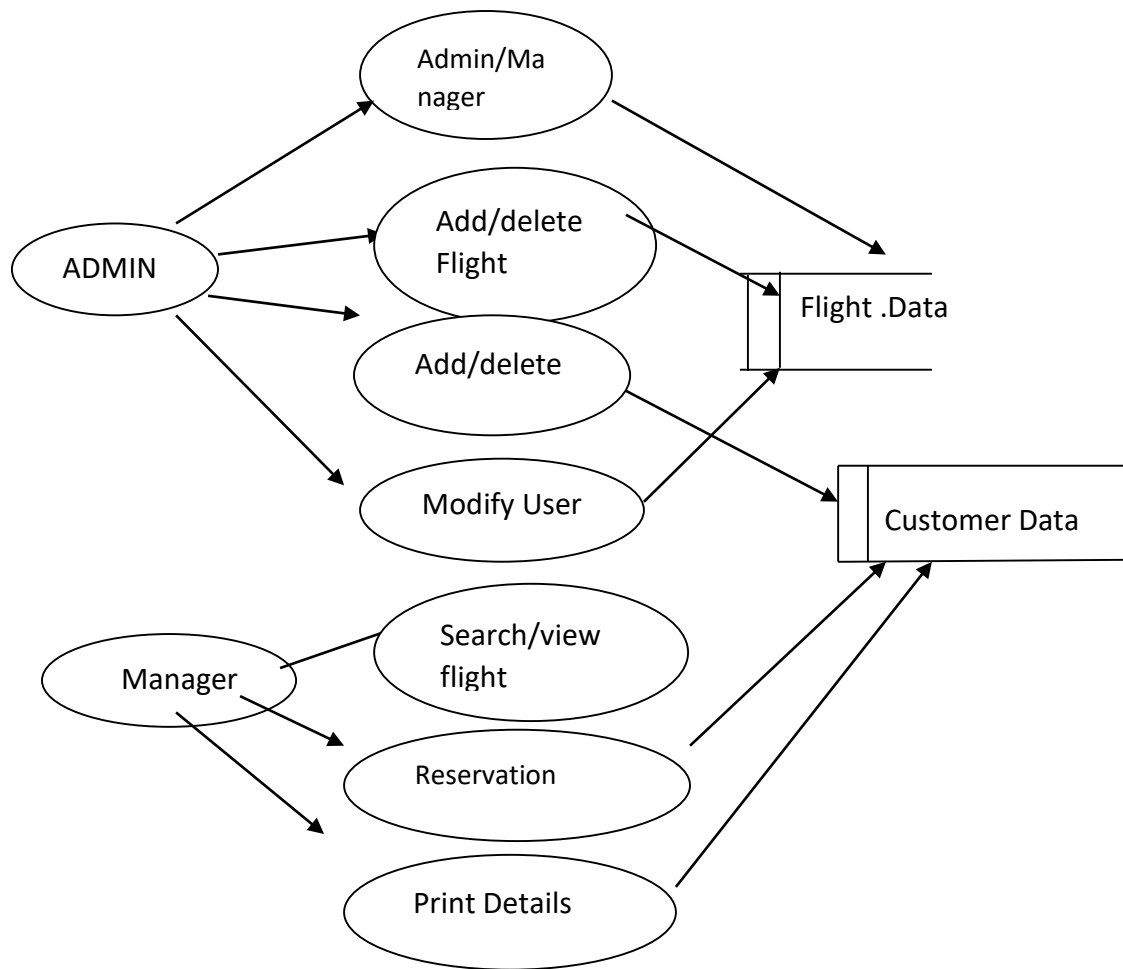 Admin/Ma
nager
Add/delete
Flight
ADMIN
Flight .Data
Add/delete
Modify User
Customer Data
Search/view
flight
Manager
Reservation
Print Details